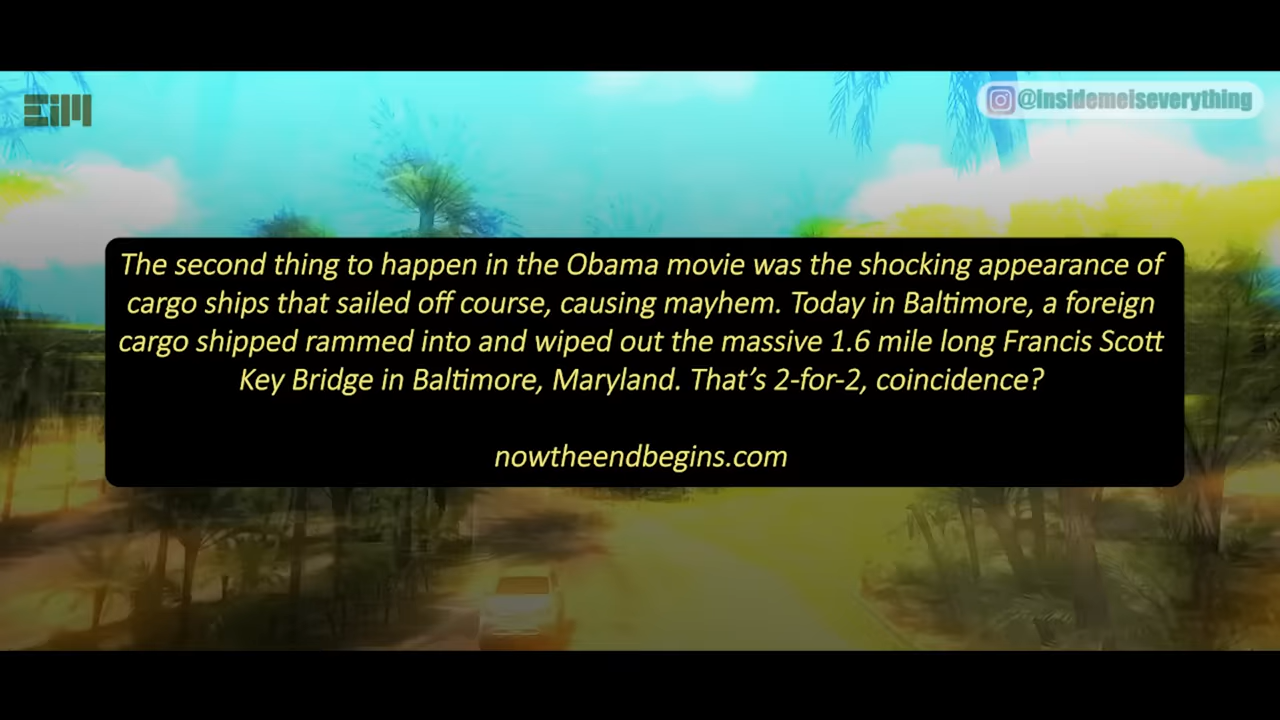 EiM
@Insidemeiseverything
The second thing to happen in the Obama movie was the shocking appearance of
cargo ships that sailed off course, causing mayhem. Today in Baltimore, a foreign
cargo shipped rammed into and wiped out the massive 1.6 mile long Francis Scott
Key Bridge in Baltimore, Maryland. That’s 2-for-2, coincidence?
nowtheendbegins.com